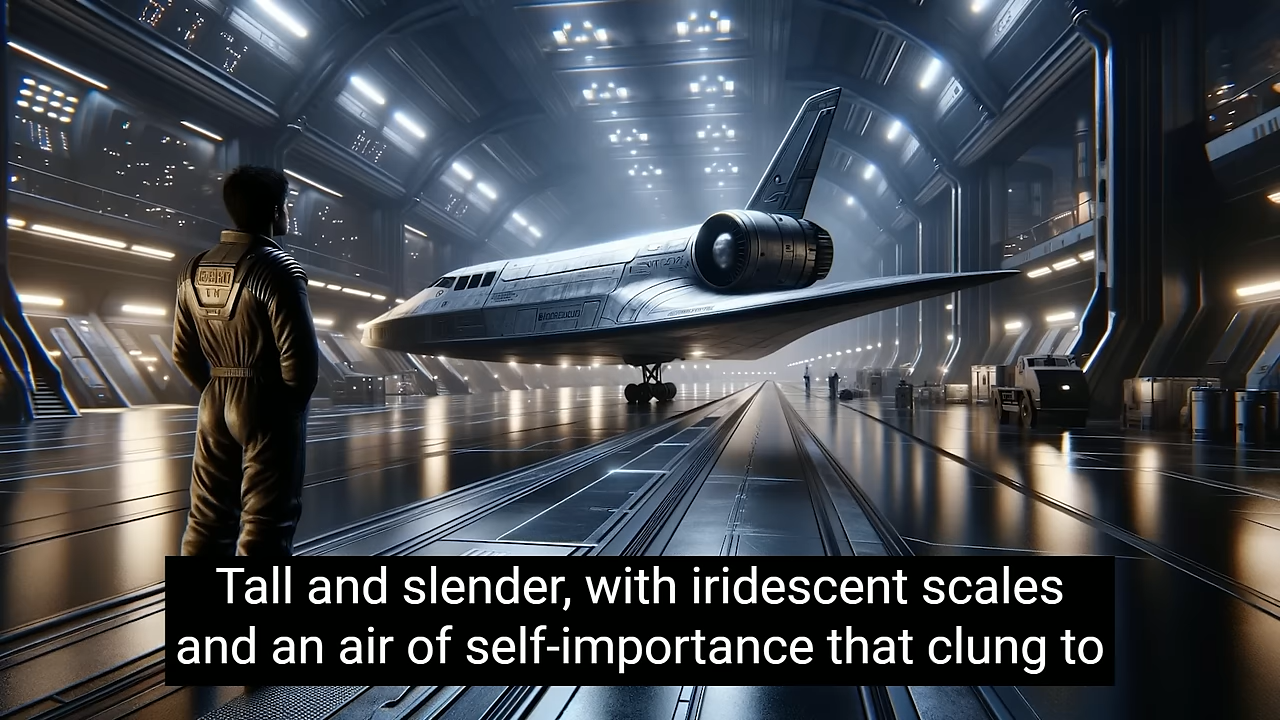 Tall and slender, with iridescent scales
and an air of self-importance that clung to